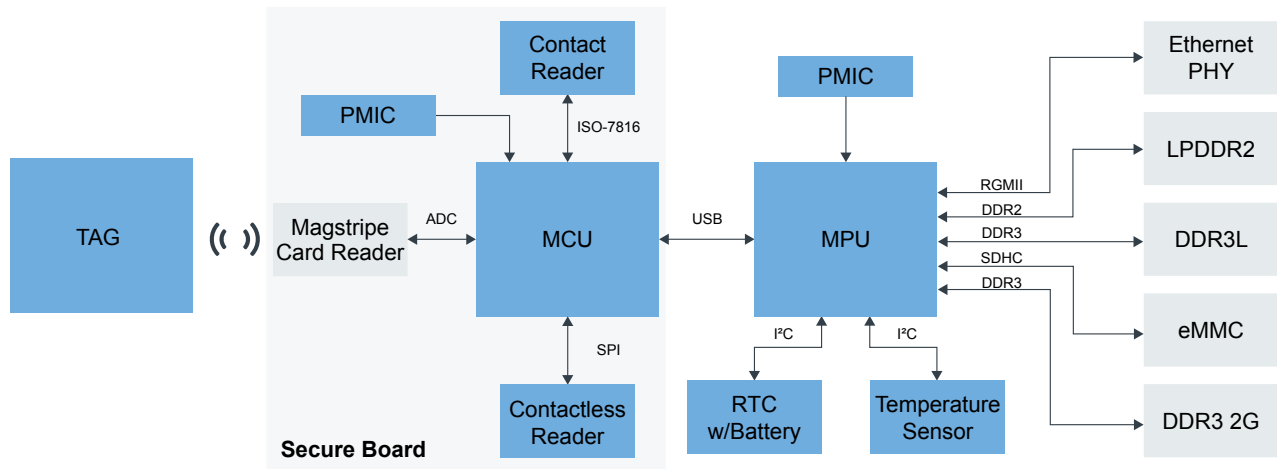 Contact
Reader
Ethernet
PHY
PMIC
PMIC
ISO-7816
LPDDR2
RGMII
DDR2
TAG
Magstripe
Card Reader
ADC
MCU
USB
MPU
DDR3
DDR3L
SDHC
DDR3
eMMC
SPI
I²C
I²C
Contactless
Reader
RTC
w/Battery
Temperature
Sensor
DDR3 2G
Secure Board